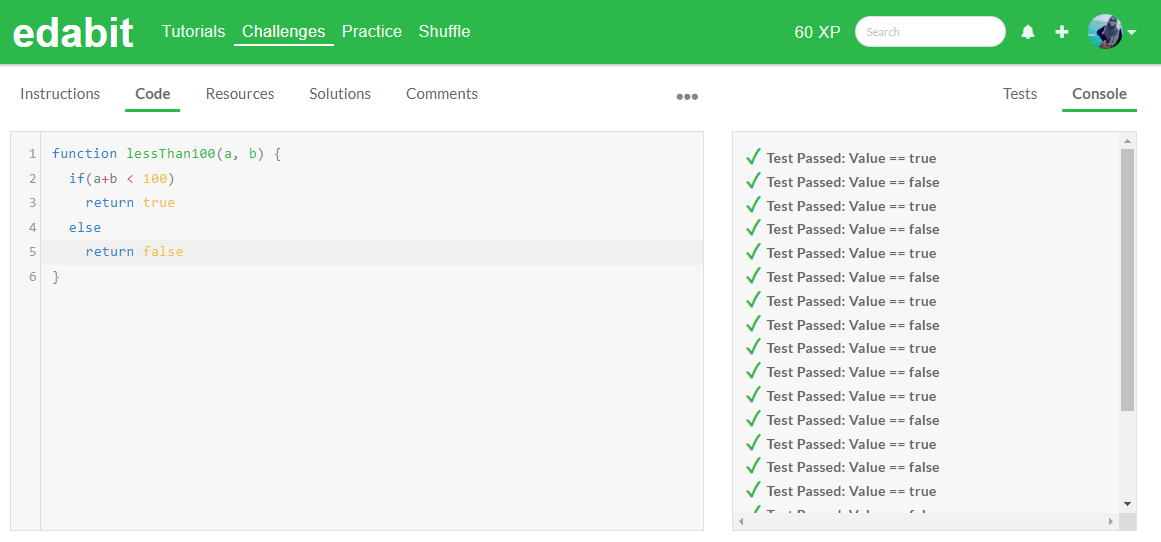 edabit Tutorials Challenges Practice Shuffle 60 XP Search
Instructions Code Resources Solutions Comments Tests Console
1 function lessThan100(a, b) {
2 if(a+b < 100)
3 return true
4 else
5 return false
6 }
Test Passed: Value == true
Test Passed: Value == false
Test Passed: Value == true
Test Passed: Value == false
Test Passed: Value == true
Test Passed: Value == false
Test Passed: Value == true
Test Passed: Value == false
Test Passed: Value == true
Test Passed: Value == false
Test Passed: Value == true
Test Passed: Value == false
Test Passed: Value == true
Test Passed: Value == false
Test Passed: Value == true